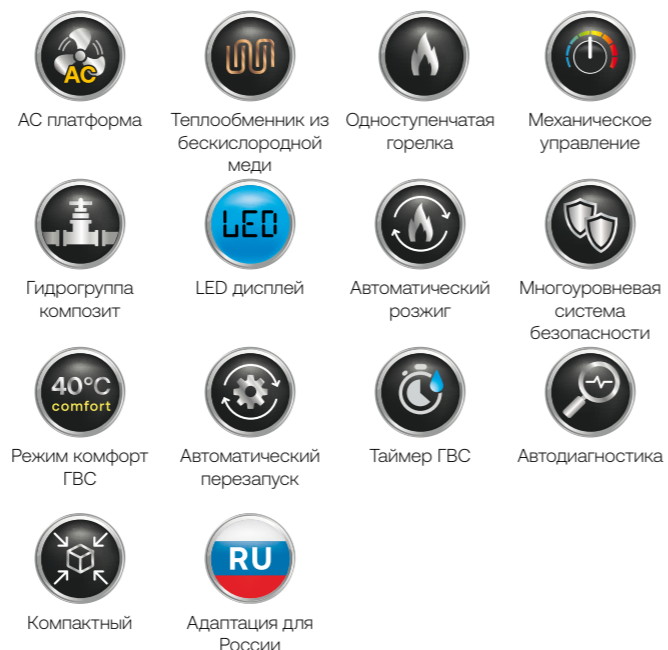 AC
АС платформа
Теплообменник из
бескислородной
меди
Одноступенчатая
горелка
Механическое
управление
Гидрогруппа
композит
LED
LED дисплей
Автоматический
розжиг
Многоуровневая
система
безопасности
40°C
comfort
Режим комфорт
ГВС
Автоматический
перезапуск
Таймер ГВС
Автодиагностика
Компактный
RU
Адаптация для
России